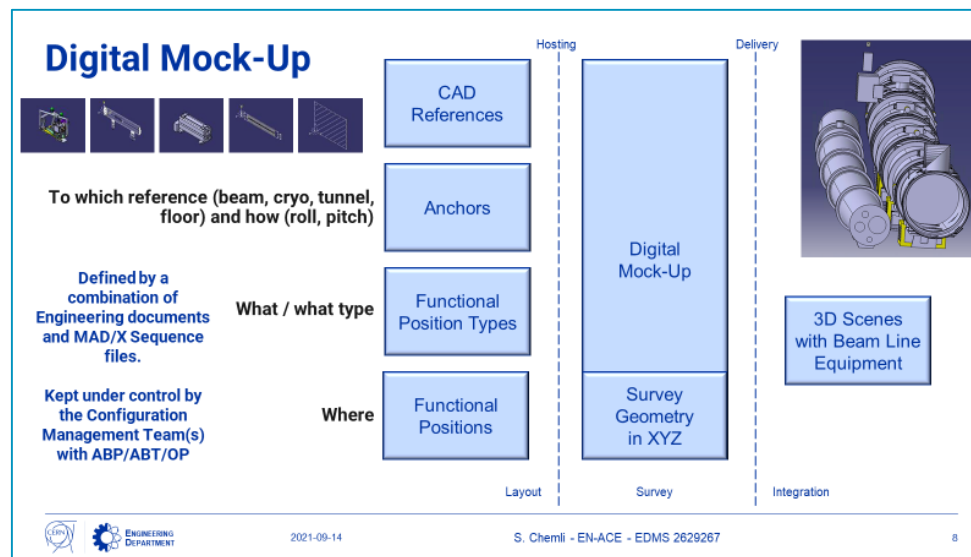 Digital Mock-Up
Hosting
Delivery
CAD
References
To which reference (beam, cryo, tunnel,
floor) and how (roll, pitch)
Anchors
Digital
Mock-Up
Defined by a
combination of
Engineering documents
and MAD/X Sequence
files.
What / what type
Functional
Position Types
3D Scenes
with Beam Line
Equipment
Kept under control by
the Configuration
Management Team(s)
with ABP/ABT/OP
Where
Functional
Positions
Survey
Geometry
in XYZ
Layout
Survey
Integration
CERN
ENGINEERING
DEPARTMENT
2021-09-14
S. Chemli - EN-ACE - EDMS 2629267
8